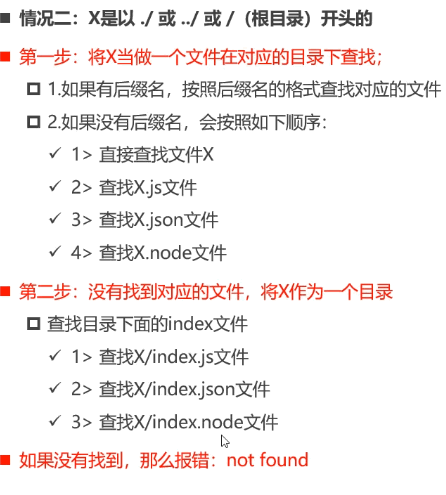 情况二：X是以 ./ 或 ../ 或 /（根目录）开头的
第一步：将X当做一个文件在对应的目录下查找；
1.如果有后缀名，按照后缀名的格式查找对应的文件
2.如果没有后缀名，会按照如下顺序：
1> 直接查找文件X
2> 查找X.js文件
3> 查找X.json文件
4> 查找X.node文件
第二步：没有找到对应的文件，将X作为一个目录
查找目录下面的index文件
1> 查找X/index.js文件
2> 查找X/index.json文件
3> 查找X/index.node文件
如果没有找到，那么报错：not found